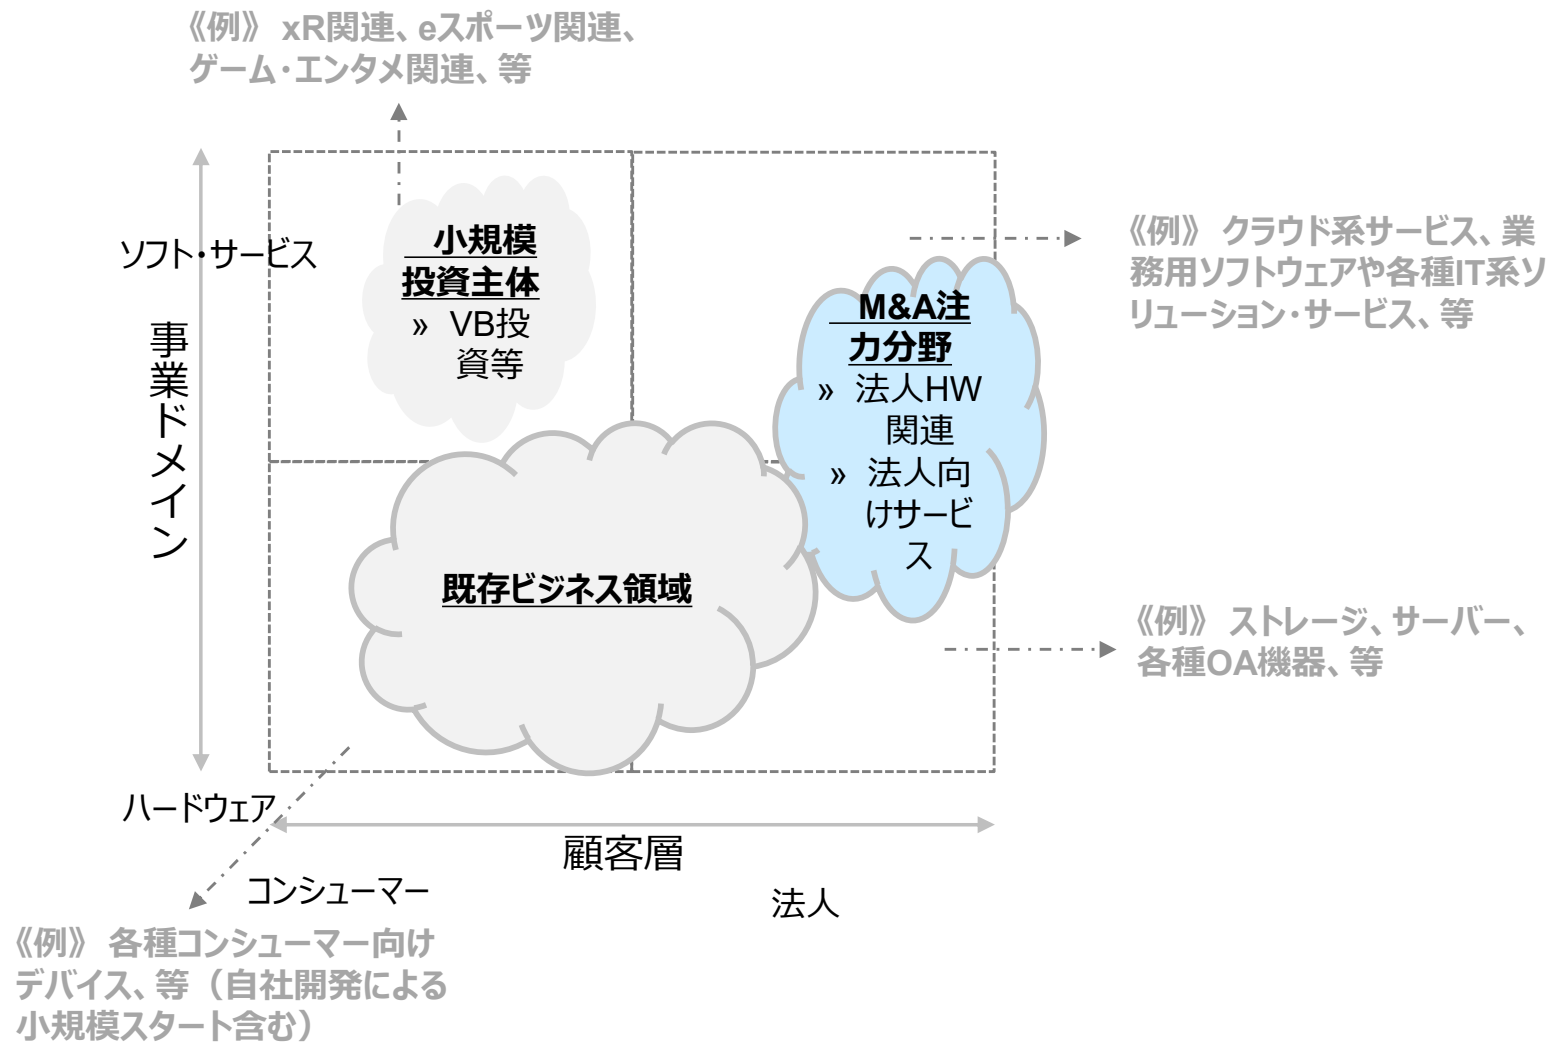 《例》 xR関連、eスポーツ関連、
ゲーム・エンタメ関連、等
ソフト・サービス
事業ドメイン
小規模
投資主体
» VB投
資等
M&A注
力分野
» 法人HW
関連
» 法人向
けサービ
ス
《例》 クラウド系サービス、業
務用ソフトウェアや各種IT系ソ
リューション・サービス、等
既存ビジネス領域
《例》 ストレージ、サーバー、
各種OA機器、等
ハードウェア
顧客層
コンシューマー
法人
《例》 各種コンシューマー向け
デバイス、等（自社開発による
小規模スタート含む）